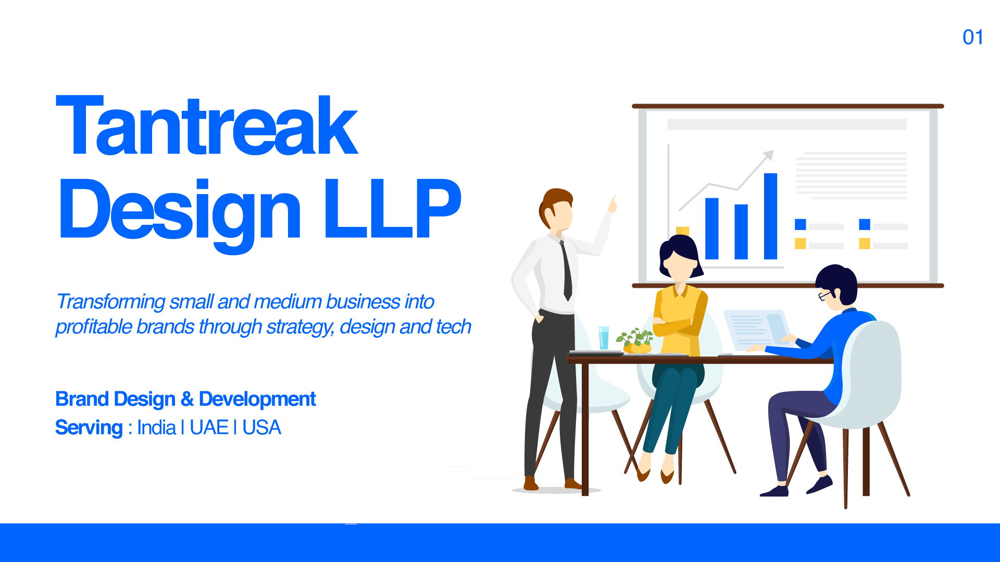 01
Tantreak
Design LLP
Transforming small and medium business into
profitable brands through strategy, design and tech
Brand Design & Development
Serving : India | UAE | USA